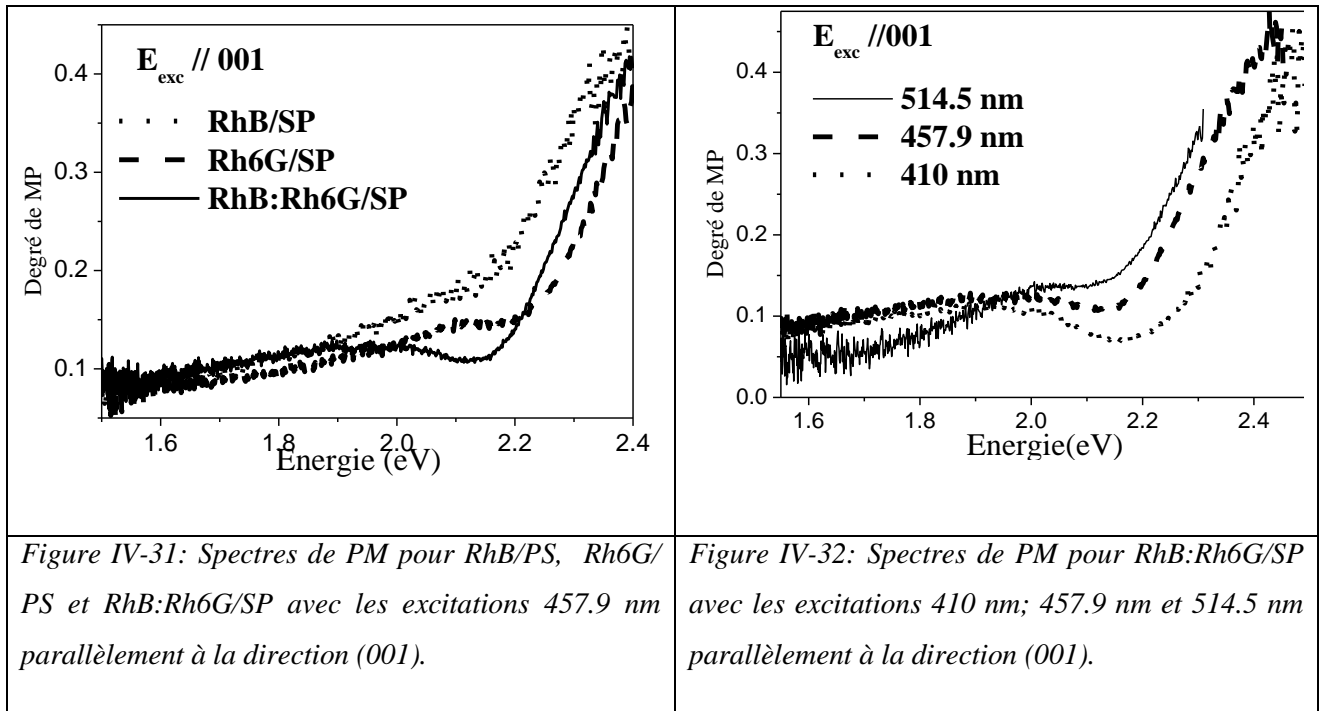 E_exc // 001
RhB/SP
Rh6G/SP
RhB:Rh6G/SP
Degré de MP
0.4
0.3
0.2
0.1
1.6 1.8 2.0 2.2 2.4
Energie (eV)
E_exc //001
514.5 nm
457.9 nm
410 nm
Degré de MP
0.4
0.3
0.2
0.1
0.0
1.6 1.8 2.0 2.2 2.4
Energie(eV)
Figure IV-31: Spectres de PM pour RhB/PS, Rh6G/
PS et RhB:Rh6G/SP avec les excitations 457.9 nm
parallèlement à la direction (001).
Figure IV-32: Spectres de PM pour RhB:Rh6G/SP
avec les excitations 410 nm; 457.9 nm et 514.5 nm
parallèlement à la direction (001).